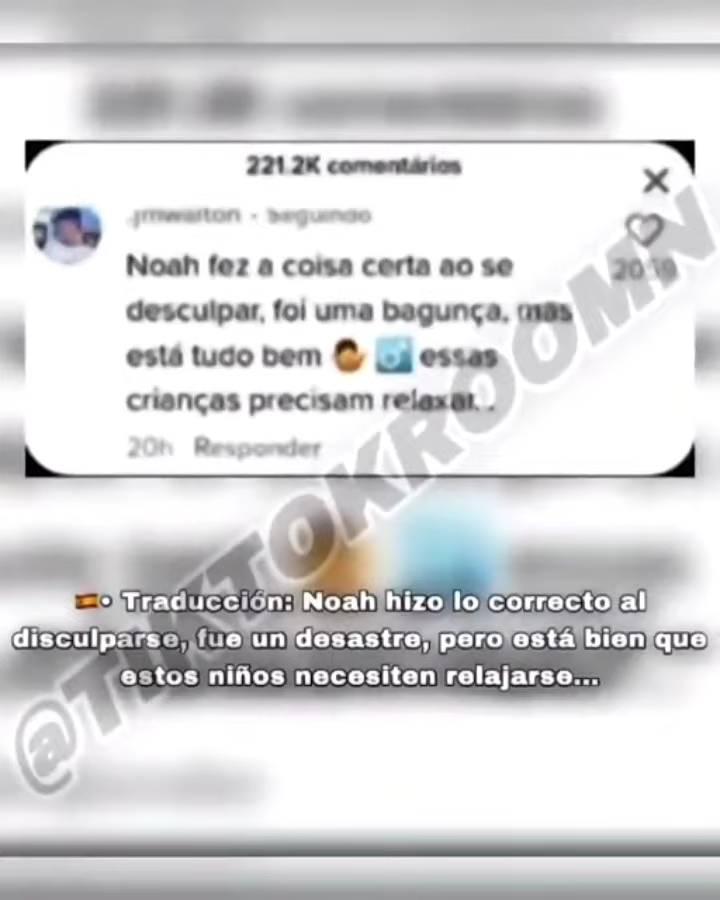 221.2K comentários
Noah fez a coisa certa ao se
desculpar, foi uma bagunça, mas
está tudo bem 🤷 🚮 essas
crianças precisam relaxar. .
20h Responder
🇪🇸• Traducción: Noah hizo lo correcto al
disculparse, fue un desastre, pero está bien que
estos niños necesiten relajarse...
@TIKTOKROOMN